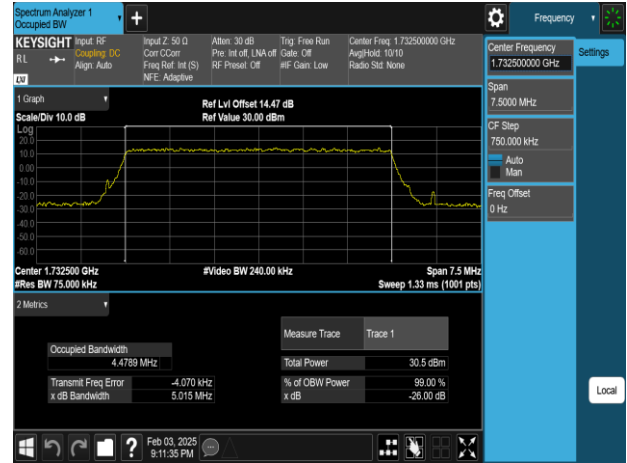 Spectrum Analyzer 1
Occupied BW
Frequency
KEYSIGHT
RL
LXI
Input: RF
Coupling: DC
Align: Auto
Input Z: 50 Ω
Corr CCorr
Freq Ref: Int (S)
NFE: Adaptive
Atten: 30 dB
Pre: Int off, LNA off
RF Preset: Off
Trig: Free Run
Gate: Off
#IF Gain: Low
Center Freq: 1.732500000 GHz
Avg|Hold: 10/10
Radio Std: None
1 Graph
Scale/Div 10.0 dB
Ref Lvl Offset 14.47 dB
Ref Value 30.00 dBm
Log
20.0
10.0
0.00
-10.0
-20.0
-30.0
-40.0
-50.0
-60.0
Center 1.732500 GHz
#Video BW 240.00 kHz
Span 7.5 MHz
#Res BW 75.000 kHz
Sweep 1.33 ms (1001 pts)
2 Metrics
Measure Trace Trace 1
Occupied Bandwidth
4.4789 MHz
Total Power 30.5 dBm
Transmit Freq Error -4.070 kHz
% of OBW Power 99.00 %
x dB Bandwidth 5.015 MHz
x dB -26.00 dB
Center Frequency
1.732500000 GHz
Settings
Span
7.5000 MHz
CF Step
750.000 kHz
Auto
Man
Freq Offset
0 Hz
Local
?
Feb 03, 2025
9:11:35 PM